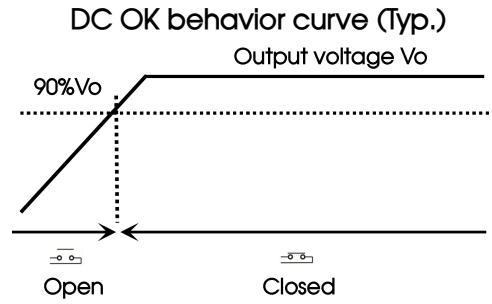 DC OK behavior curve (Typ.)
Output voltage Vo
90%Vo
Open
Closed